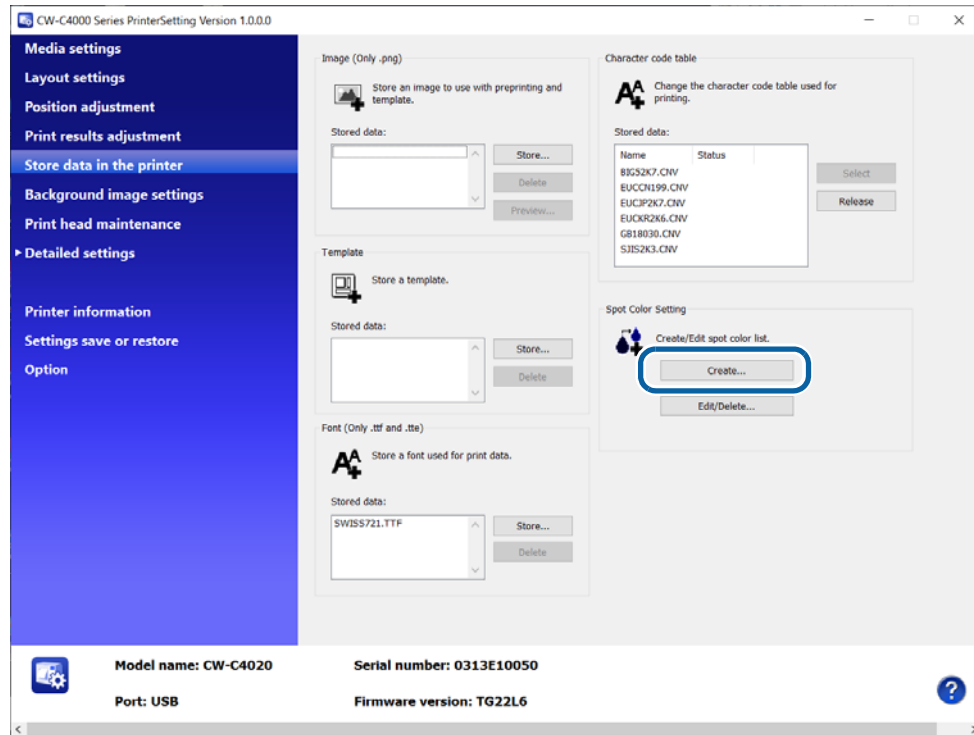 CW-C4000 Series PrinterSetting Version 1.0.0.0
Media settings
Layout settings
Position adjustment
Print results adjustment
Store data in the printer
Background image settings
Print head maintenance
Detailed settings
Printer information
Settings save or restore
Option
Image (Only .png)
Store an image to use with preprinting and
template.
Stored data:
Store...
Delete
Preview...
Template
Store a template.
Stored data:
Store...
Delete
Font (Only .ttf and .tte)
Store a font used for print data.
Stored data:
SWISS721.TTF
Store...
Delete
Character code table
Change the character code table used for
printing.
Stored data:
Name Status
BIG52K7.CNV
EUCCN199.CNV
EUCJP2K7.CNV
EUCKR2K6.CNV
GB18030.CNV
SJIS2K3.CNV
Select
Release
Spot Color Setting
Create/Edit spot color list.
Create...
Edit/Delete...
Model name: CW-C4020
Serial number: 0313E10050
Port: USB
Firmware version: TG22L6
?